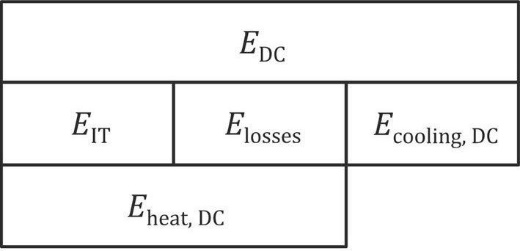 E_DC
E_IT E_losses E_cooling, DC
E_heat, DC